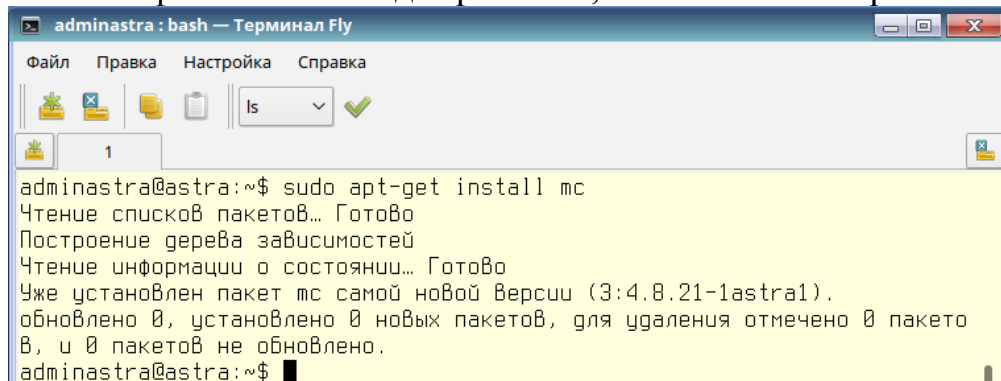 adminastra : bash — Терминал Fly
Файл Правка Настройка Справка
ls
1
adminastra@astra:~$ sudo apt-get install mc
Чтение списков пакетов… Готово
Построение дерева зависимостей
Чтение информации о состоянии… Готово
Уже установлен пакет mc самой новой версии (3:4.8.21-1astra1).
обновлено 0, установлено 0 новых пакетов, для удаления отмечено 0 пакето
в, и 0 пакетов не обновлено.
adminastra@astra:~$